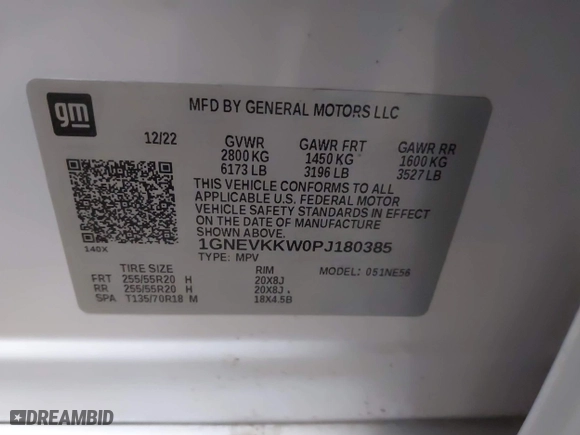 gm
MFD BY GENERAL MOTORS LLC
12/22 GVWR GAWR FRT GAWR RR
2800 KG 1450 KG 1600 KG
6173 LB 3196 LB 3527 LB
THIS VEHICLE CONFORMS TO ALL
APPLICABLE U.S. FEDERAL MOTOR
VEHICLE SAFETY STANDARDS IN EFFECT
ON THE DATE OF MANUFACTURE
SHOWN ABOVE.
140X 1GNEVKKW0PJ180385
TYPE: MPV MODEL: 051NE56
TIRE SIZE RIM
FRT 255/55R20 H 20X8J
RR 255/55R20 H 20X8J
SPA T135/70R18 M 18X4.5B
DREAMBID